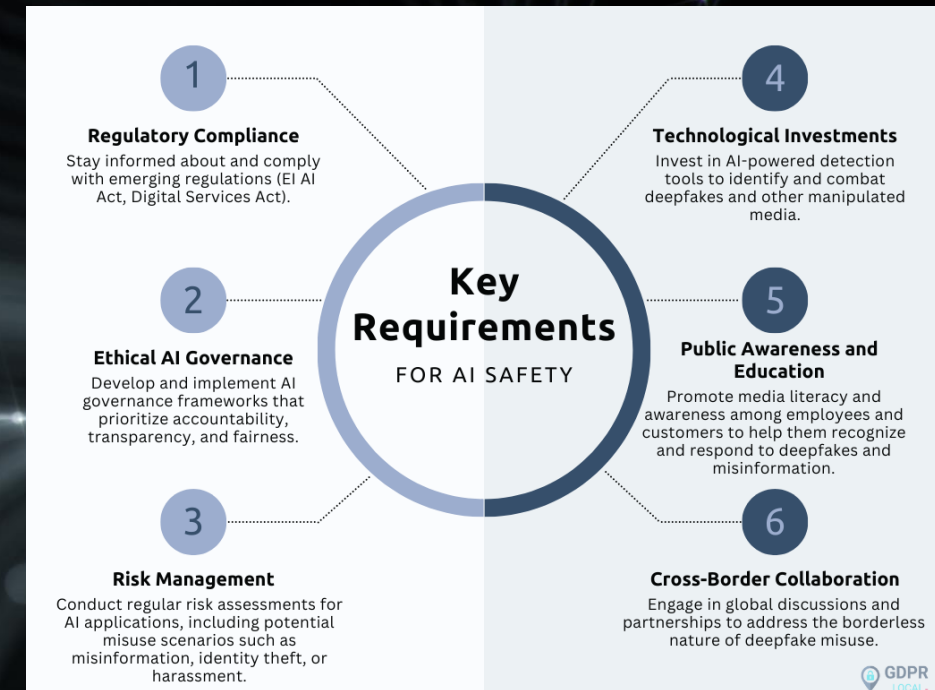 1
Regulatory Compliance
Stay informed about and comply
with emerging regulations (EI AI
Act, Digital Services Act).
2
Ethical AI Governance
Develop and implement AI
governance frameworks that
prioritize accountability,
transparency, and fairness.
3
Risk Management
Conduct regular risk assessments for
AI applications, including potential
misuse scenarios such as
misinformation, identity theft, or
harassment.
Key
Requirements
FOR AI SAFETY
4
Technological Investments
Invest in AI-powered detection
tools to identify and combat
deepfakes and other manipulated
media.
5
Public Awareness and
Education
Promote media literacy and
awareness among employees and
customers to help them recognize
and respond to deepfakes and
misinformation.
6
Cross-Border Collaboration
Engage in global discussions and
partnerships to address the borderless
nature of deepfake misuse.
GDPR
LOCAL